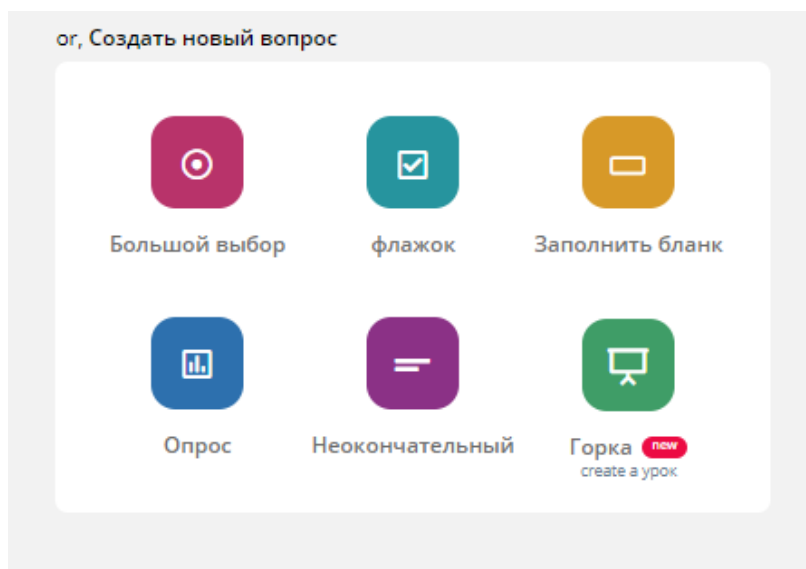 or, Создать новый вопрос
Большой выбор
флажок
Заполнить бланк
Опрос
Неокончательный
Горка new
create a урок